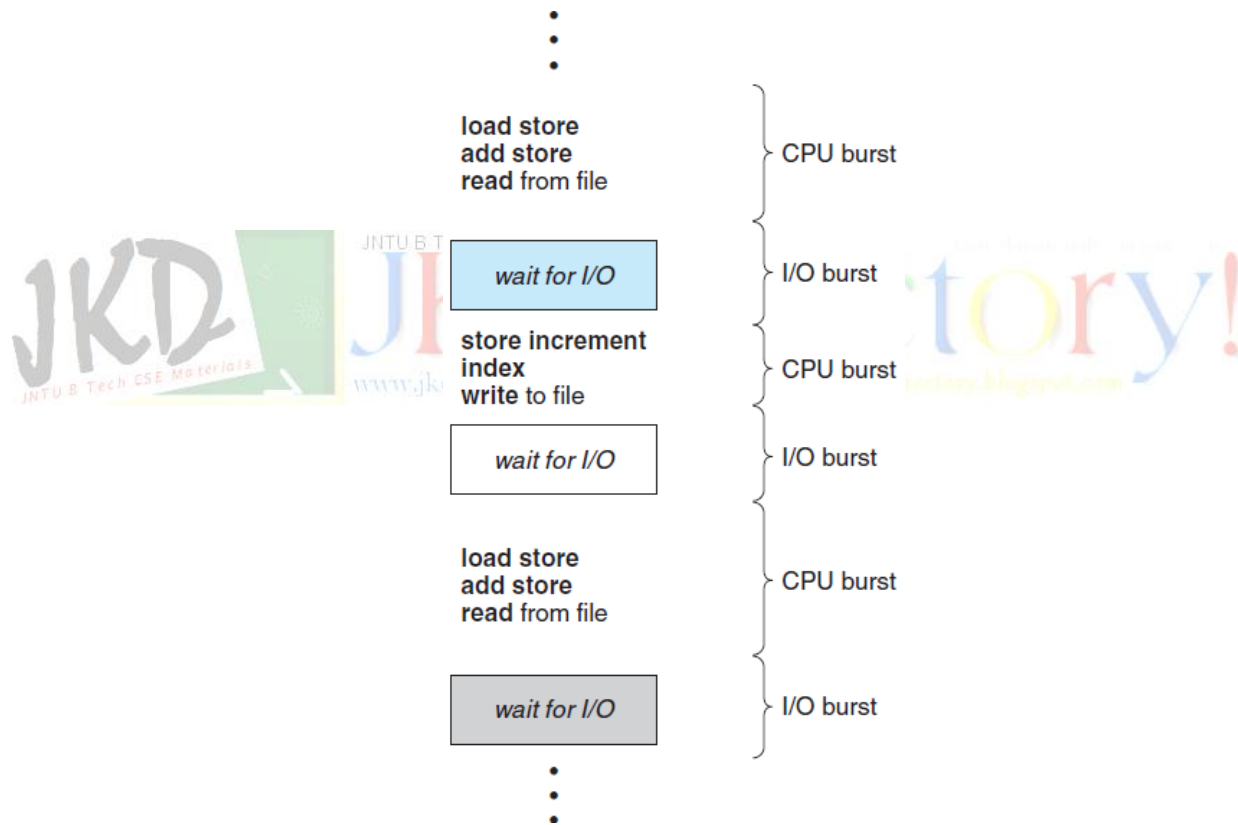 load store
add store
read from file
CPU burst
JKD
JNTU B Tech CSE Materials
JNTU B T
wait for I/O
I/O burst
tory!
store increment
index
write to file
CPU burst
wait for I/O
I/O burst
load store
add store
read from file
CPU burst
wait for I/O
I/O burst